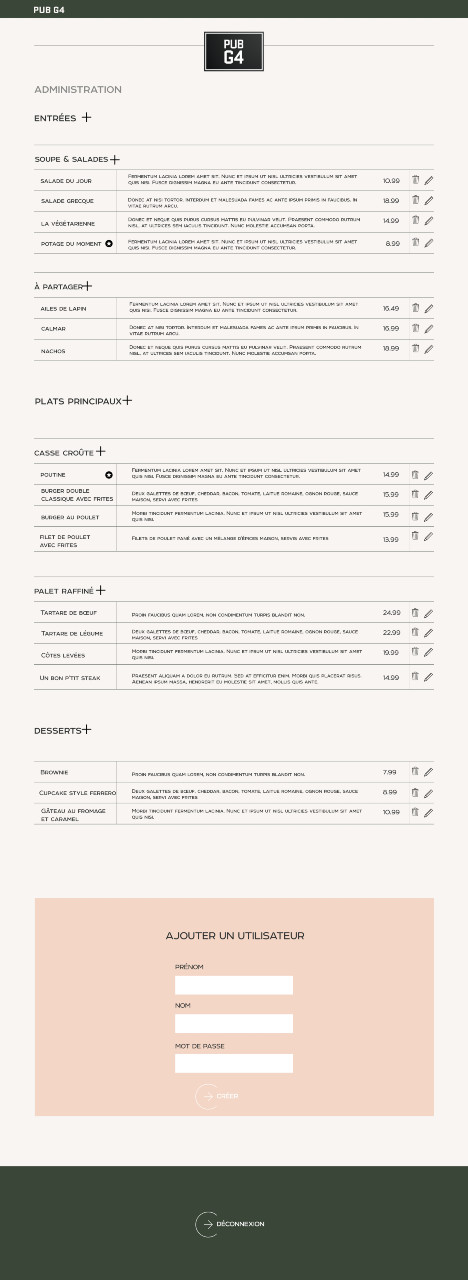 PUB G4
PUB
G4
ADMINISTRATION
ENTRÉES +
SOUPE & SALADES +
SALADE DU JOUR
FERMENTUM LACINIA LOREM AMET SIT. NUNC ET IPSUM UT NISL ULTRICIES VESTIBULUM SIT AMET
QUIS NISI. FUSCE DIGNISSIM MAGNA EU ANTE TINCIDUNT CONSECTETUR.
10.99
SALADE GRECQUE
DONEC AT NISI TORTOR. INTERDUM ET MALESUADA FAMES AC ANTE IPSUM PRIMIS IN FAUCIBUS. IN
VITAE RUTRUM ARCU.
18.99
LA VÉGÉTARIENNE
DONEC ET NEQUE QUIS PURUS CURSUS MATTIS EU PULVINAR VELIT. PRAESENT COMMODO RUTRUM
NISL, AT ULTRICES SEM IACULIS TINCIDUNT. NUNC MOLESTIE ACCUMSAN PORTA.
14.99
POTAGE DU MOMENT
FERMENTUM LACINIA LOREM AMET SIT. NUNC ET IPSUM UT NISL ULTRICIES VESTIBULUM SIT AMET
QUIS NISI. FUSCE DIGNISSIM MAGNA EU ANTE TINCIDUNT CONSECTETUR.
8.99
À PARTAGER +
AILES DE LAPIN
FERMENTUM LACINIA LOREM AMET SIT. NUNC ET IPSUM UT NISL ULTRICIES VESTIBULUM SIT AMET
QUIS NISI. FUSCE DIGNISSIM MAGNA EU ANTE TINCIDUNT CONSECTETUR.
16.49
CALMAR
DONEC AT NISI TORTOR. INTERDUM ET MALESUADA FAMES AC ANTE IPSUM PRIMIS IN FAUCIBUS. IN
VITAE RUTRUM ARCU.
16.99
NACHOS
DONEC ET NEQUE QUIS PURUS CURSUS MATTIS EU PULVINAR VELIT. PRAESENT COMMODO RUTRUM
NISL, AT ULTRICES SEM IACULIS TINCIDUNT. NUNC MOLESTIE ACCUMSAN PORTA.
18.99
PLATS PRINCIPAUX +
CASSE CROÛTE +
POUTINE
FERMENTUM LACINIA LOREM AMET SIT. NUNC ET IPSUM UT NISL ULTRICIES VESTIBULUM SIT AMET
QUIS NISI. FUSCE DIGNISSIM MAGNA EU ANTE TINCIDUNT CONSECTETUR.
14.99
BURGER DOUBLE
CLASSIQUE AVEC FRITES
DEUX GALETTES DE BŒUF, CHEDDAR, BACON, TOMATE, LAITUE ROMAINE, OGNON ROUGE, SAUCE
MAISON, SERVI AVEC FRITES
15.99
BURGER AU POULET
MORBI TINCIDUNT FERMENTUM LACINIA. NUNC ET IPSUM UT NISL ULTRICIES VESTIBULUM SIT AMET
QUIS NISI.
15.99
FILET DE POULET
AVEC FRITES
FILETS DE POULET PANÉ AVEC UN MÉLANGE D'ÉPICES MAISON, SERVIS AVEC FRITES
13.99
PALET RAFFINÉ +
TARTARE DE BŒUF
PROIN FAUCIBUS QUAM LOREM, NON CONDIMENTUM TURPIS BLANDIT NON.
24.99
TARTARE DE LÉGUME
DEUX GALETTES DE BŒUF, CHEDDAR, BACON, TOMATE, LAITUE ROMAINE, OGNON ROUGE, SAUCE
MAISON, SERVI AVEC FRITES
22.99
CÔTES LEVÉES
MORBI TINCIDUNT FERMENTUM LACINIA. NUNC ET IPSUM UT NISL ULTRICIES VESTIBULUM SIT AMET
QUIS NISI.
19.99
UN BON P'TIT STEAK
PRAESENT ALIQUAM A DOLOR EU RUTRUM. SED AT EFFICITUR ENIM. MORBI QUIS PLACERAT RISUS.
AENEAN IPSUM MASSA, HENDRERIT EU MOLESTIE SIT AMET, MOLLIS QUIS ANTE.
14.99
DESSERTS +
BROWNIE
PROIN FAUCIBUS QUAM LOREM, NON CONDIMENTUM TURPIS BLANDIT NON.
7.99
CUPCAKE STYLE FERRERO
DEUX GALETTES DE BŒUF, CHEDDAR, BACON, TOMATE, LAITUE ROMAINE, OGNON ROUGE, SAUCE
MAISON, SERVI AVEC FRITES
8.99
GÂTEAU AU FROMAGE
ET CARAMEL
MORBI TINCIDUNT FERMENTUM LACINIA. NUNC ET IPSUM UT NISL ULTRICIES VESTIBULUM SIT AMET
QUIS NISI.
10.99
AJOUTER UN UTILISATEUR
PRÉNOM
NOM
MOT DE PASSE
CRÉER
DÉCONNEXION